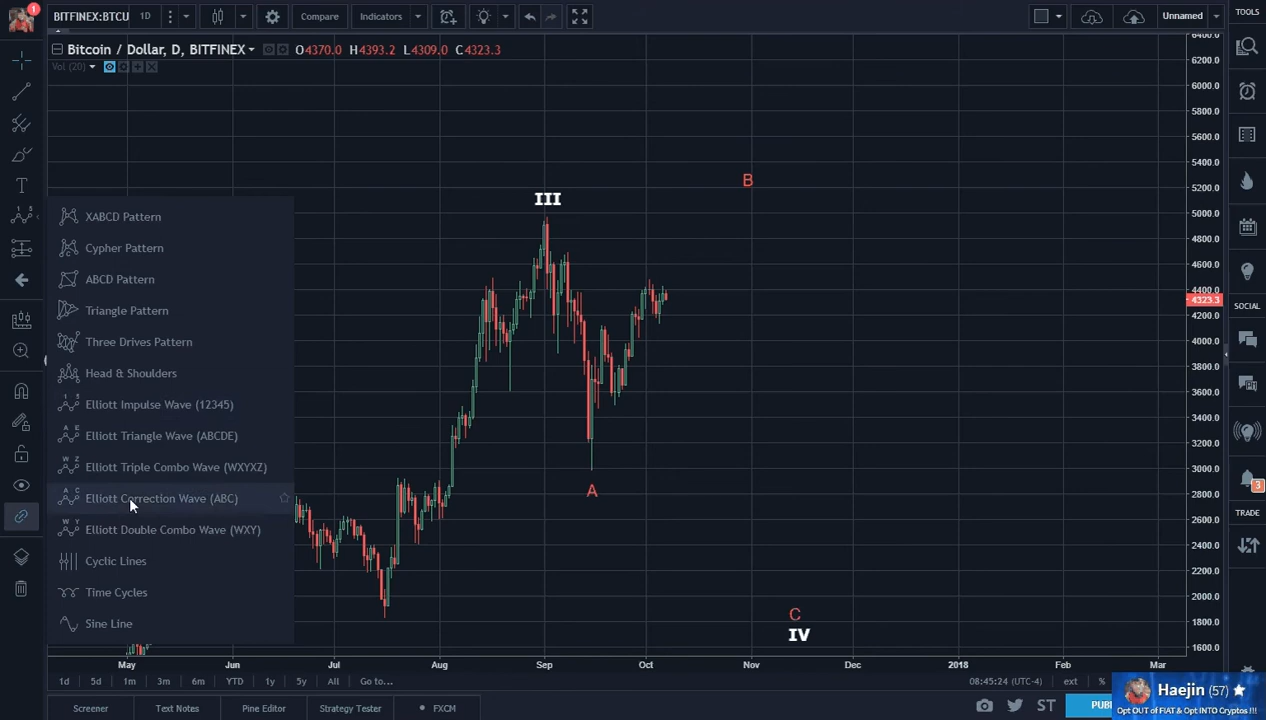 1
BITFINEX:BTCU
1D
Compare
Indicators
Unnamed
TOOLS
Bitcoin / Dollar, D, BITFINEX
O4370.0 H4393.2 L4309.0 C4323.3
Vol (20)
6400.0
6200.0
6000.0
5800.0
5600.0
5400.0
5200.0
5000.0
4800.0
4600.0
4400.0
4323.3
4200.0
4000.0
3800.0
3600.0
3400.0
3200.0
3000.0
2800.0
2600.0
2400.0
2200.0
2000.0
1800.0
1600.0
B
III
A
C
IV
XABCD Pattern
Cypher Pattern
ABCD Pattern
Triangle Pattern
Three Drives Pattern
Head & Shoulders
Elliott Impulse Wave (12345)
Elliott Triangle Wave (ABCDE)
Elliott Triple Combo Wave (WXYXZ)
Elliott Correction Wave (ABC)
Elliott Double Combo Wave (WXY)
Cyclic Lines
Time Cycles
Sine Line
SOCIAL
3
TRADE
May Jun Jul Aug Sep Oct Nov Dec 2018 Feb Mar
1d 5d 1m 3m 6m YTD 1y 5y All Go to...
08:45:24 (UTC-4) ext %
Screener Text Notes Pine Editor Strategy Tester FXCM
ST
PUB
Haejin (57)
Opt OUT of FIAT & Opt INTO Cryptos !!!